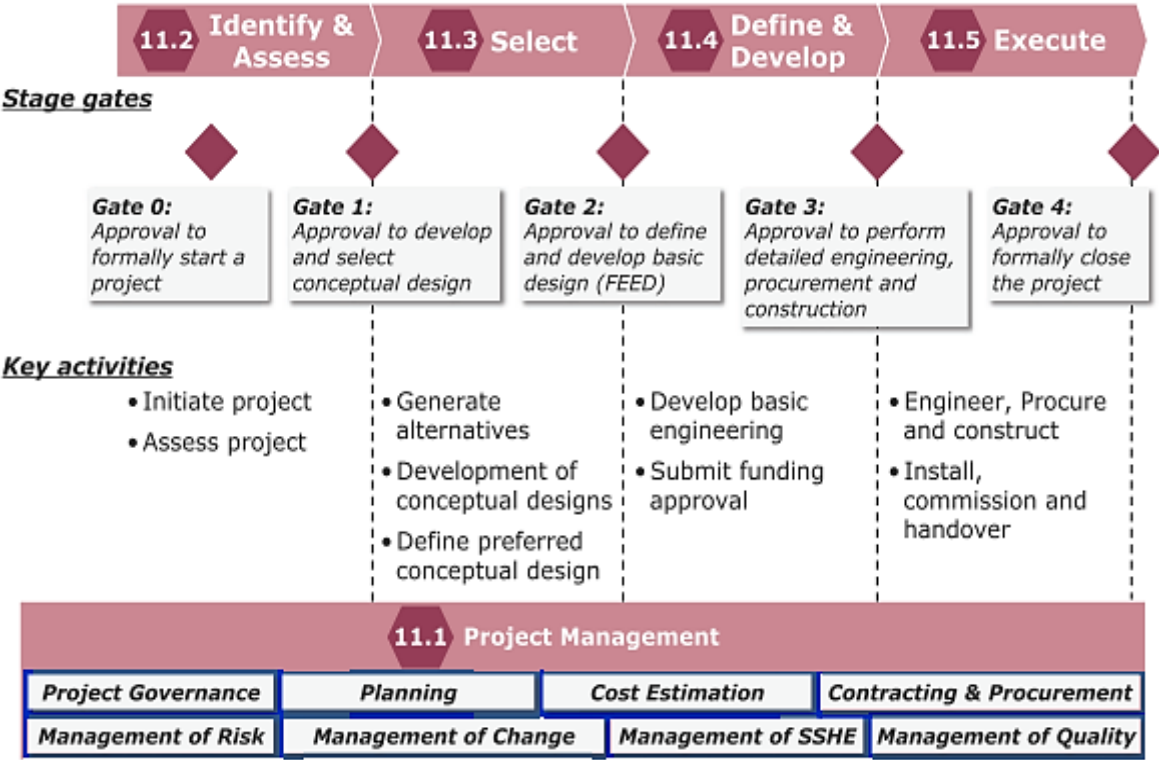 11.2 Identify &
Assess
11.3 Select
11.4 Define &
Develop
11.5 Execute
Stage gates
Gate 0:
Approval to
formally start a
project
Gate 1:
Approval to develop
and select
conceptual design
Gate 2:
Approval to define
and develop basic
design (FEED)
Gate 3:
Approval to perform
detailed engineering,
procurement and
construction
Gate 4:
Approval to
formally close
the project
Key activities
• Initiate project
• Assess project
• Generate
alternatives
• Development of
conceptual designs
• Define preferred
conceptual design
• Develop basic
engineering
• Submit funding
approval
• Engineer, Procure
and construct
• Install,
commission and
handover
11.1 Project Management
Project Governance
Planning
Cost Estimation
Contracting & Procurement
Management of Risk
Management of Change
Management of SSHE
Management of Quality